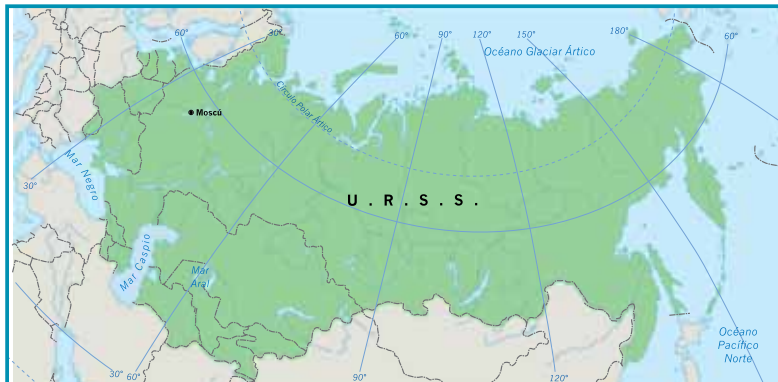 60°
30°
60°
90°
120°
150°
Océano Glaciar Ártico
180°
60°
Círculo Polar Ártico
Moscú
Mar Negro
30°
U . R . S . S .
Mar Caspio
Mar
Aral
Océano
Pacífico
Norte
30°
60°
90°
120°